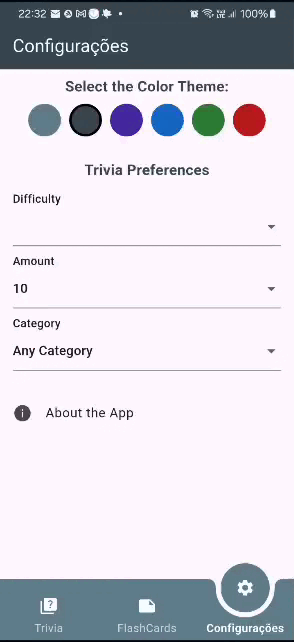 22:32 100%
Configurações
Select the Color Theme:
Trivia Preferences
Difficulty
Amount
10
Category
Any Category
About the App
Trivia FlashCards Configurações